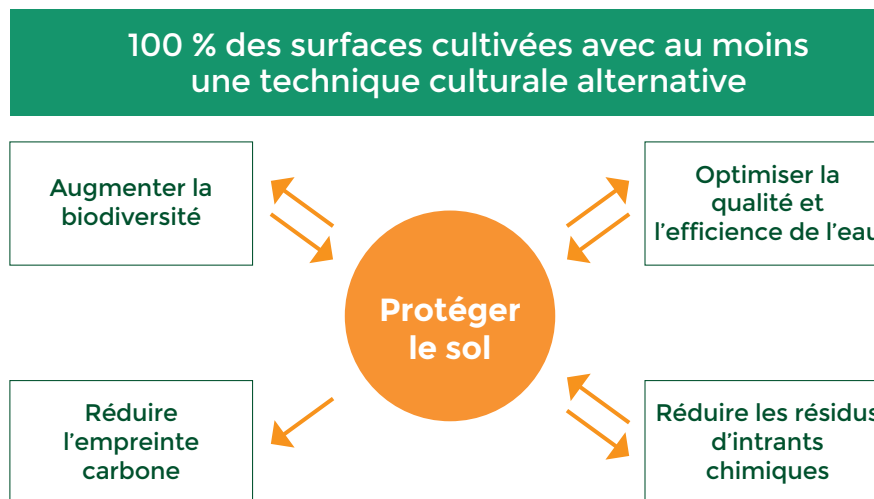 100 % des surfaces cultivées avec au moins
une technique culturale alternative
Augmenter la
biodiversité
Optimiser la
qualité et
l'efficience de l'eau
Protéger
le sol
Réduire
l'empreinte
carbone
Réduire les résidus
d'intrants
chimiques